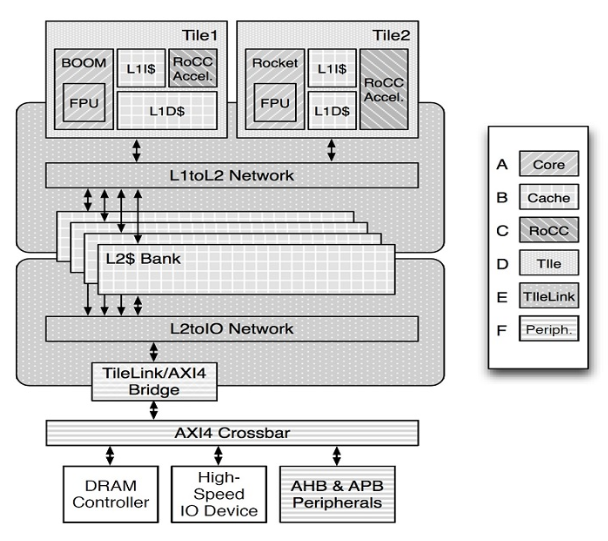 Tile1
Tile2
BOOM
FPU
L1I$
RoCC
Accel.
L1D$
Rocket
FPU
L1I$
L1D$
RoCC
Accel.
L1toL2 Network
L2$ Bank
L2toIO Network
TileLink/AXI4
Bridge
AXI4 Crossbar
DRAM
Controller
High-
Speed
IO Device
AHB & APB
Peripherals
A Core
B Cache
C RoCC
D TIle
E TIleLink
F Periph.